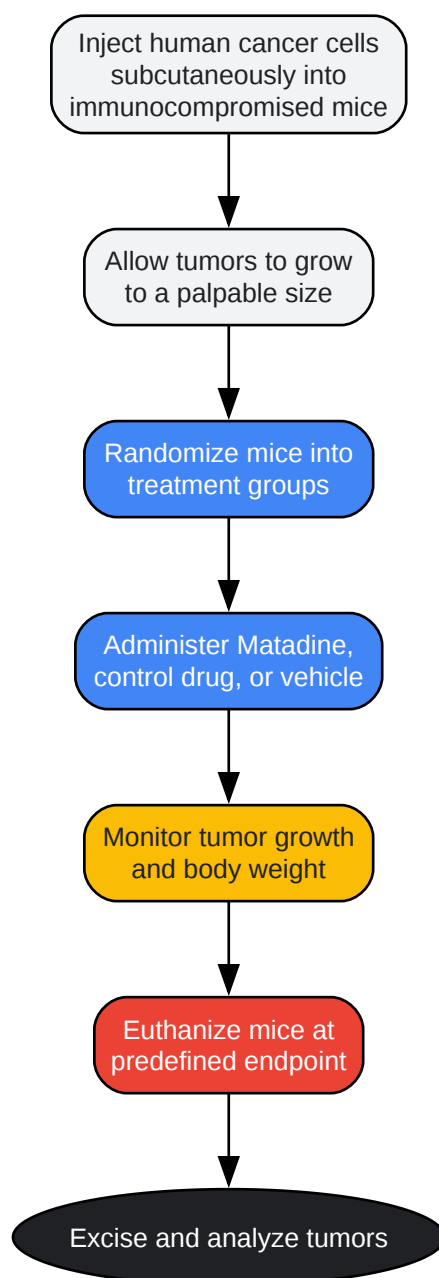 Inject human cancer cells
subcutaneously into
immunocompromised mice
Allow tumors to grow
to a palpable size
Randomize mice into
treatment groups
Administer Matadine,
control drug, or vehicle
Monitor tumor growth
and body weight
Euthanize mice at
predefined endpoint
Excise and analyze tumors